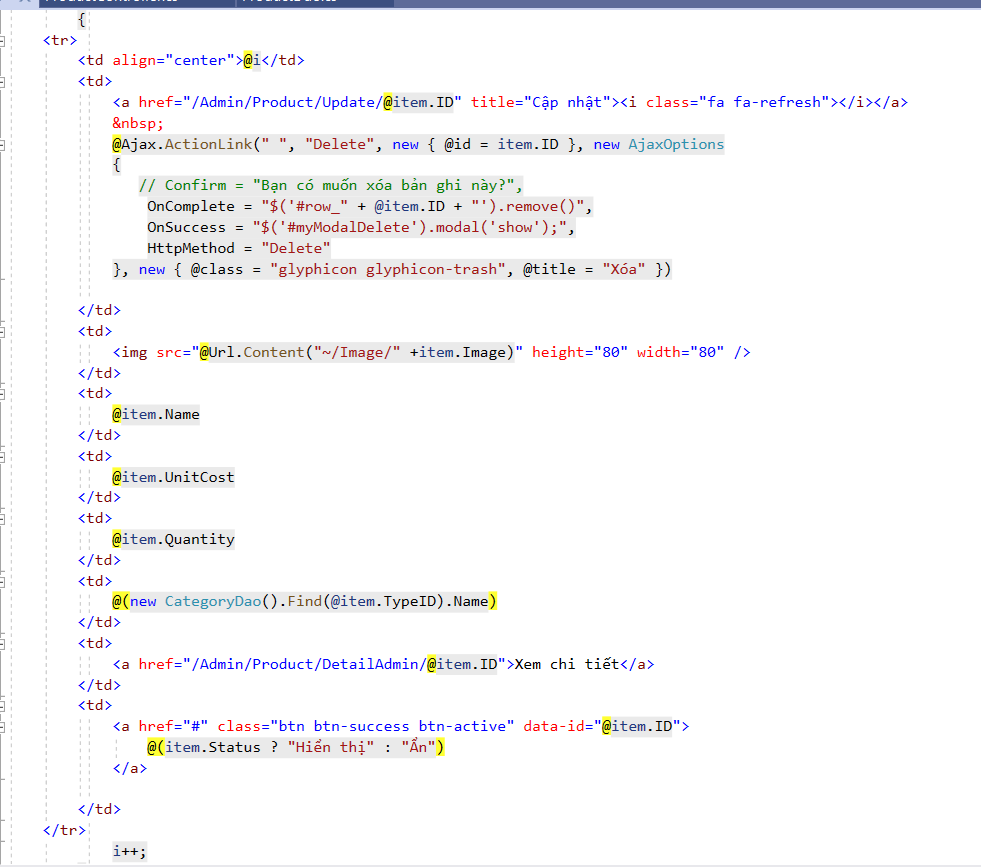 {
<tr>
<td align="center">@i</td>
<td>
<a href="/Admin/Product/Update/@item.ID" title="Cập nhật"><i class="fa fa-refresh"></i></a>
&nbsp;
@Ajax.ActionLink(" ", "Delete", new { @id = item.ID }, new AjaxOptions
{
// Confirm = "Bạn có muốn xóa bản ghi này?",
OnComplete = "$('#row_" + @item.ID + "').remove()",
OnSuccess = "$('#myModalDelete').modal('show');",
HttpMethod = "Delete"
}, new { @class = "glyphicon glyphicon-trash", @title = "Xóa" })
</td>
<td>
<img src="@Url.Content("~/Image/" +item.Image)" height="80" width="80" />
</td>
<td>
@item.Name
</td>
<td>
@item.UnitCost
</td>
<td>
@item.Quantity
</td>
<td>
@(new CategoryDao().Find(@item.TypeID).Name)
</td>
<td>
<a href="/Admin/Product/DetailAdmin/@item.ID">Xem chi tiết</a>
</td>
<td>
<a href="#" class="btn btn-success btn-active" data-id="@item.ID">
@(item.Status ? "Hiển thị" : "Ẩn")
</a>
</td>
</tr>
i++;